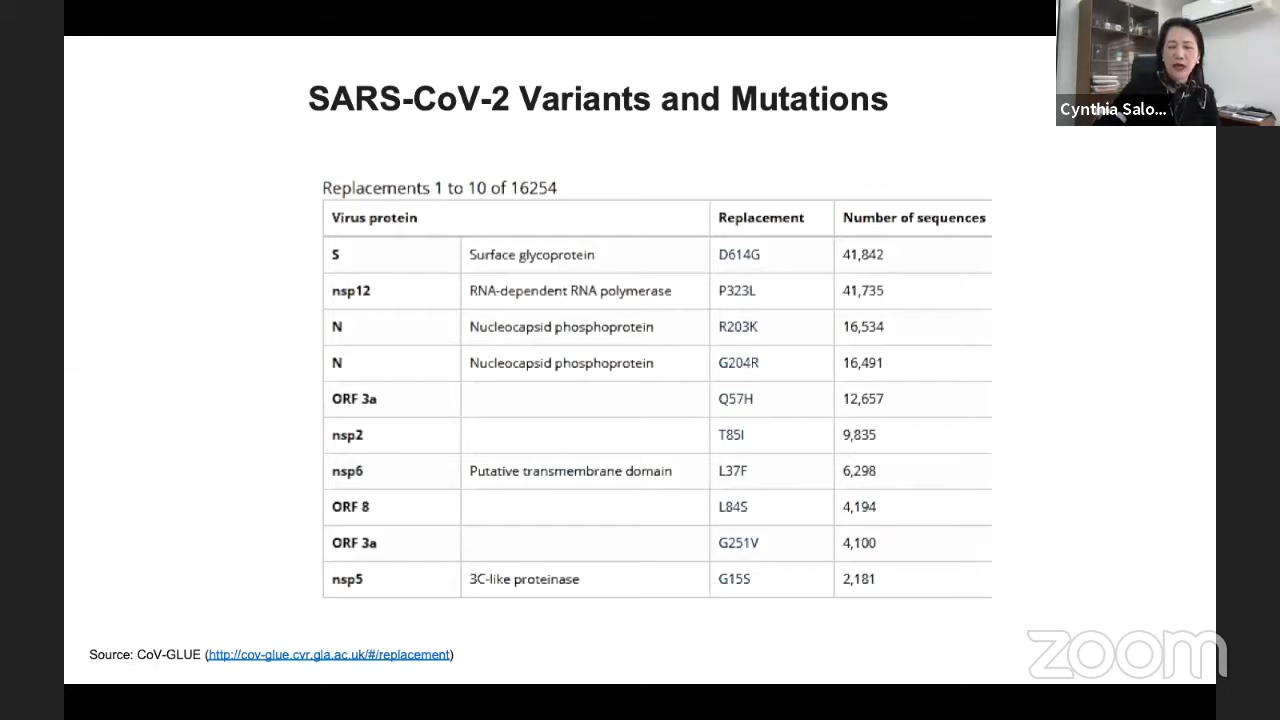 SARS-CoV-2 Variants and Mutations
Cynthia Salo...
Replacements 1 to 10 of 16254
Virus protein Replacement Number of sequences
S Surface glycoprotein D614G 41,842
nsp12 RNA-dependent RNA polymerase P323L 41,735
N Nucleocapsid phosphoprotein R203K 16,534
N Nucleocapsid phosphoprotein G204R 16,491
ORF 3a Q57H 12,657
nsp2 T85I 9,835
nsp6 Putative transmembrane domain L37F 6,298
ORF 8 L84S 4,194
ORF 3a G251V 4,100
nsp5 3C-like proteinase G15S 2,181
Source: CoV-GLUE (http://cov-glue.cvr.gla.ac.uk/#/replacement)
zoom